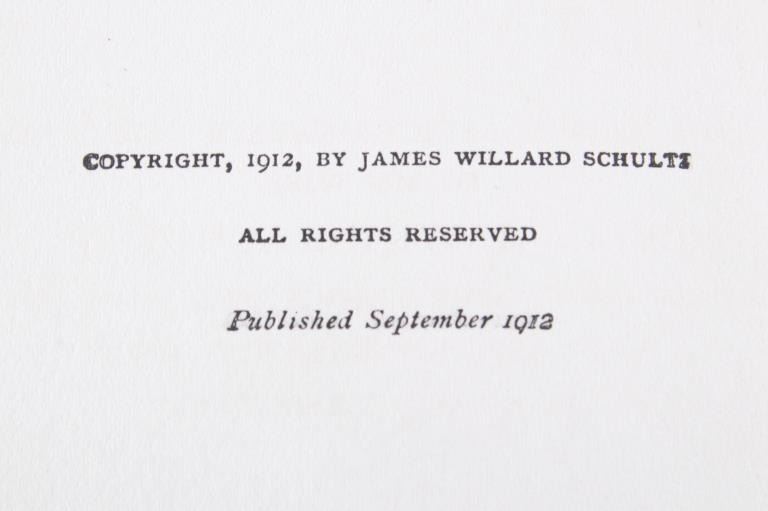 COPYRIGHT, 1912, BY JAMES WILLARD SCHULTZ
ALL RIGHTS RESERVED
Published September 1912